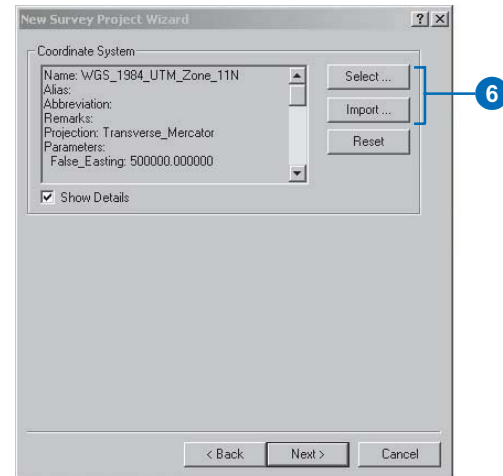 New Survey Project Wizard
Coordinate System
Name: WGS_1984_UTM_Zone_11N
Alias:
Abbreviation:
Remarks:
Projection: Transverse_Mercator
Parameters:
False_Easting: 500000.000000
Show Details
Select ...
Import ...
Reset
6
< Back
Next >
Cancel